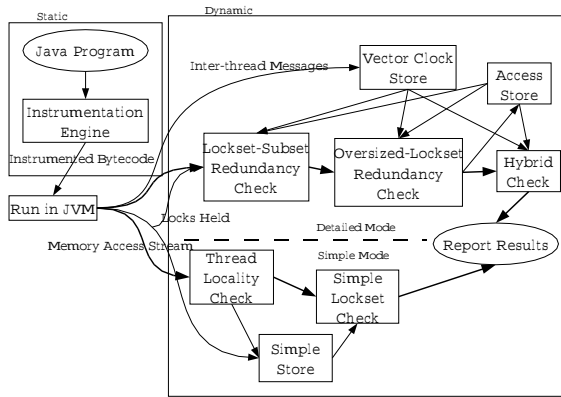 Static
Dynamic
Java Program
Instrumentation
Engine
Instrumented Bytecode
Run in JVM
Inter-thread Messages
Vector Clock
Store
Access
Store
Lockset-Subset
Redundancy
Check
Oversized-Lockset
Redundancy
Check
Hybrid
Check
Locks Held
Memory Access Stream
Detailed Mode
Simple Mode
Report Results
Thread
Locality
Check
Simple
Lockset
Check
Simple
Store